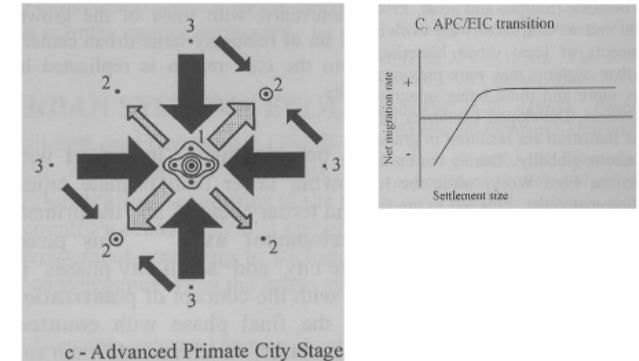 3
2
2
1
3
3
2
2
3
c - Advanced Primate City Stage
C. APC/EIC transition
Net migration rate
+
-
Settlement size